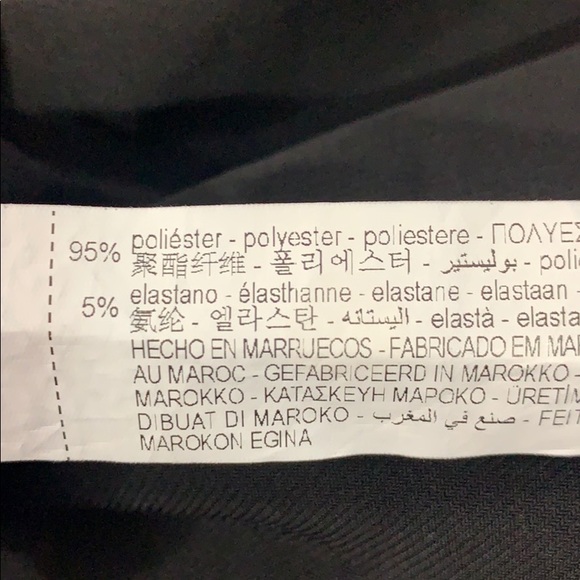 95% poliéster - polyester - poliestere - ΠΟΛΥΕΣ
聚酯纤维 - 폴리에스터 - بوليستير - poli
5% elastano - élasthanne - elastane - elastaan -
氨纶 - 엘라스탄 - اليستانه - elastà - elasta
HECHO EN MARRUECOS - FABRICADO EM MAR
AU MAROC - GEFABRICEERD IN MAROKKO -
MAROKKO - ΚΑΤΑΣΚΕΥΗ ΜΑΡΟΚΟ - ÜRETİM
DIBUAT DI MAROKO - صنع في المغرب - FEIT
MAROKON EGINA